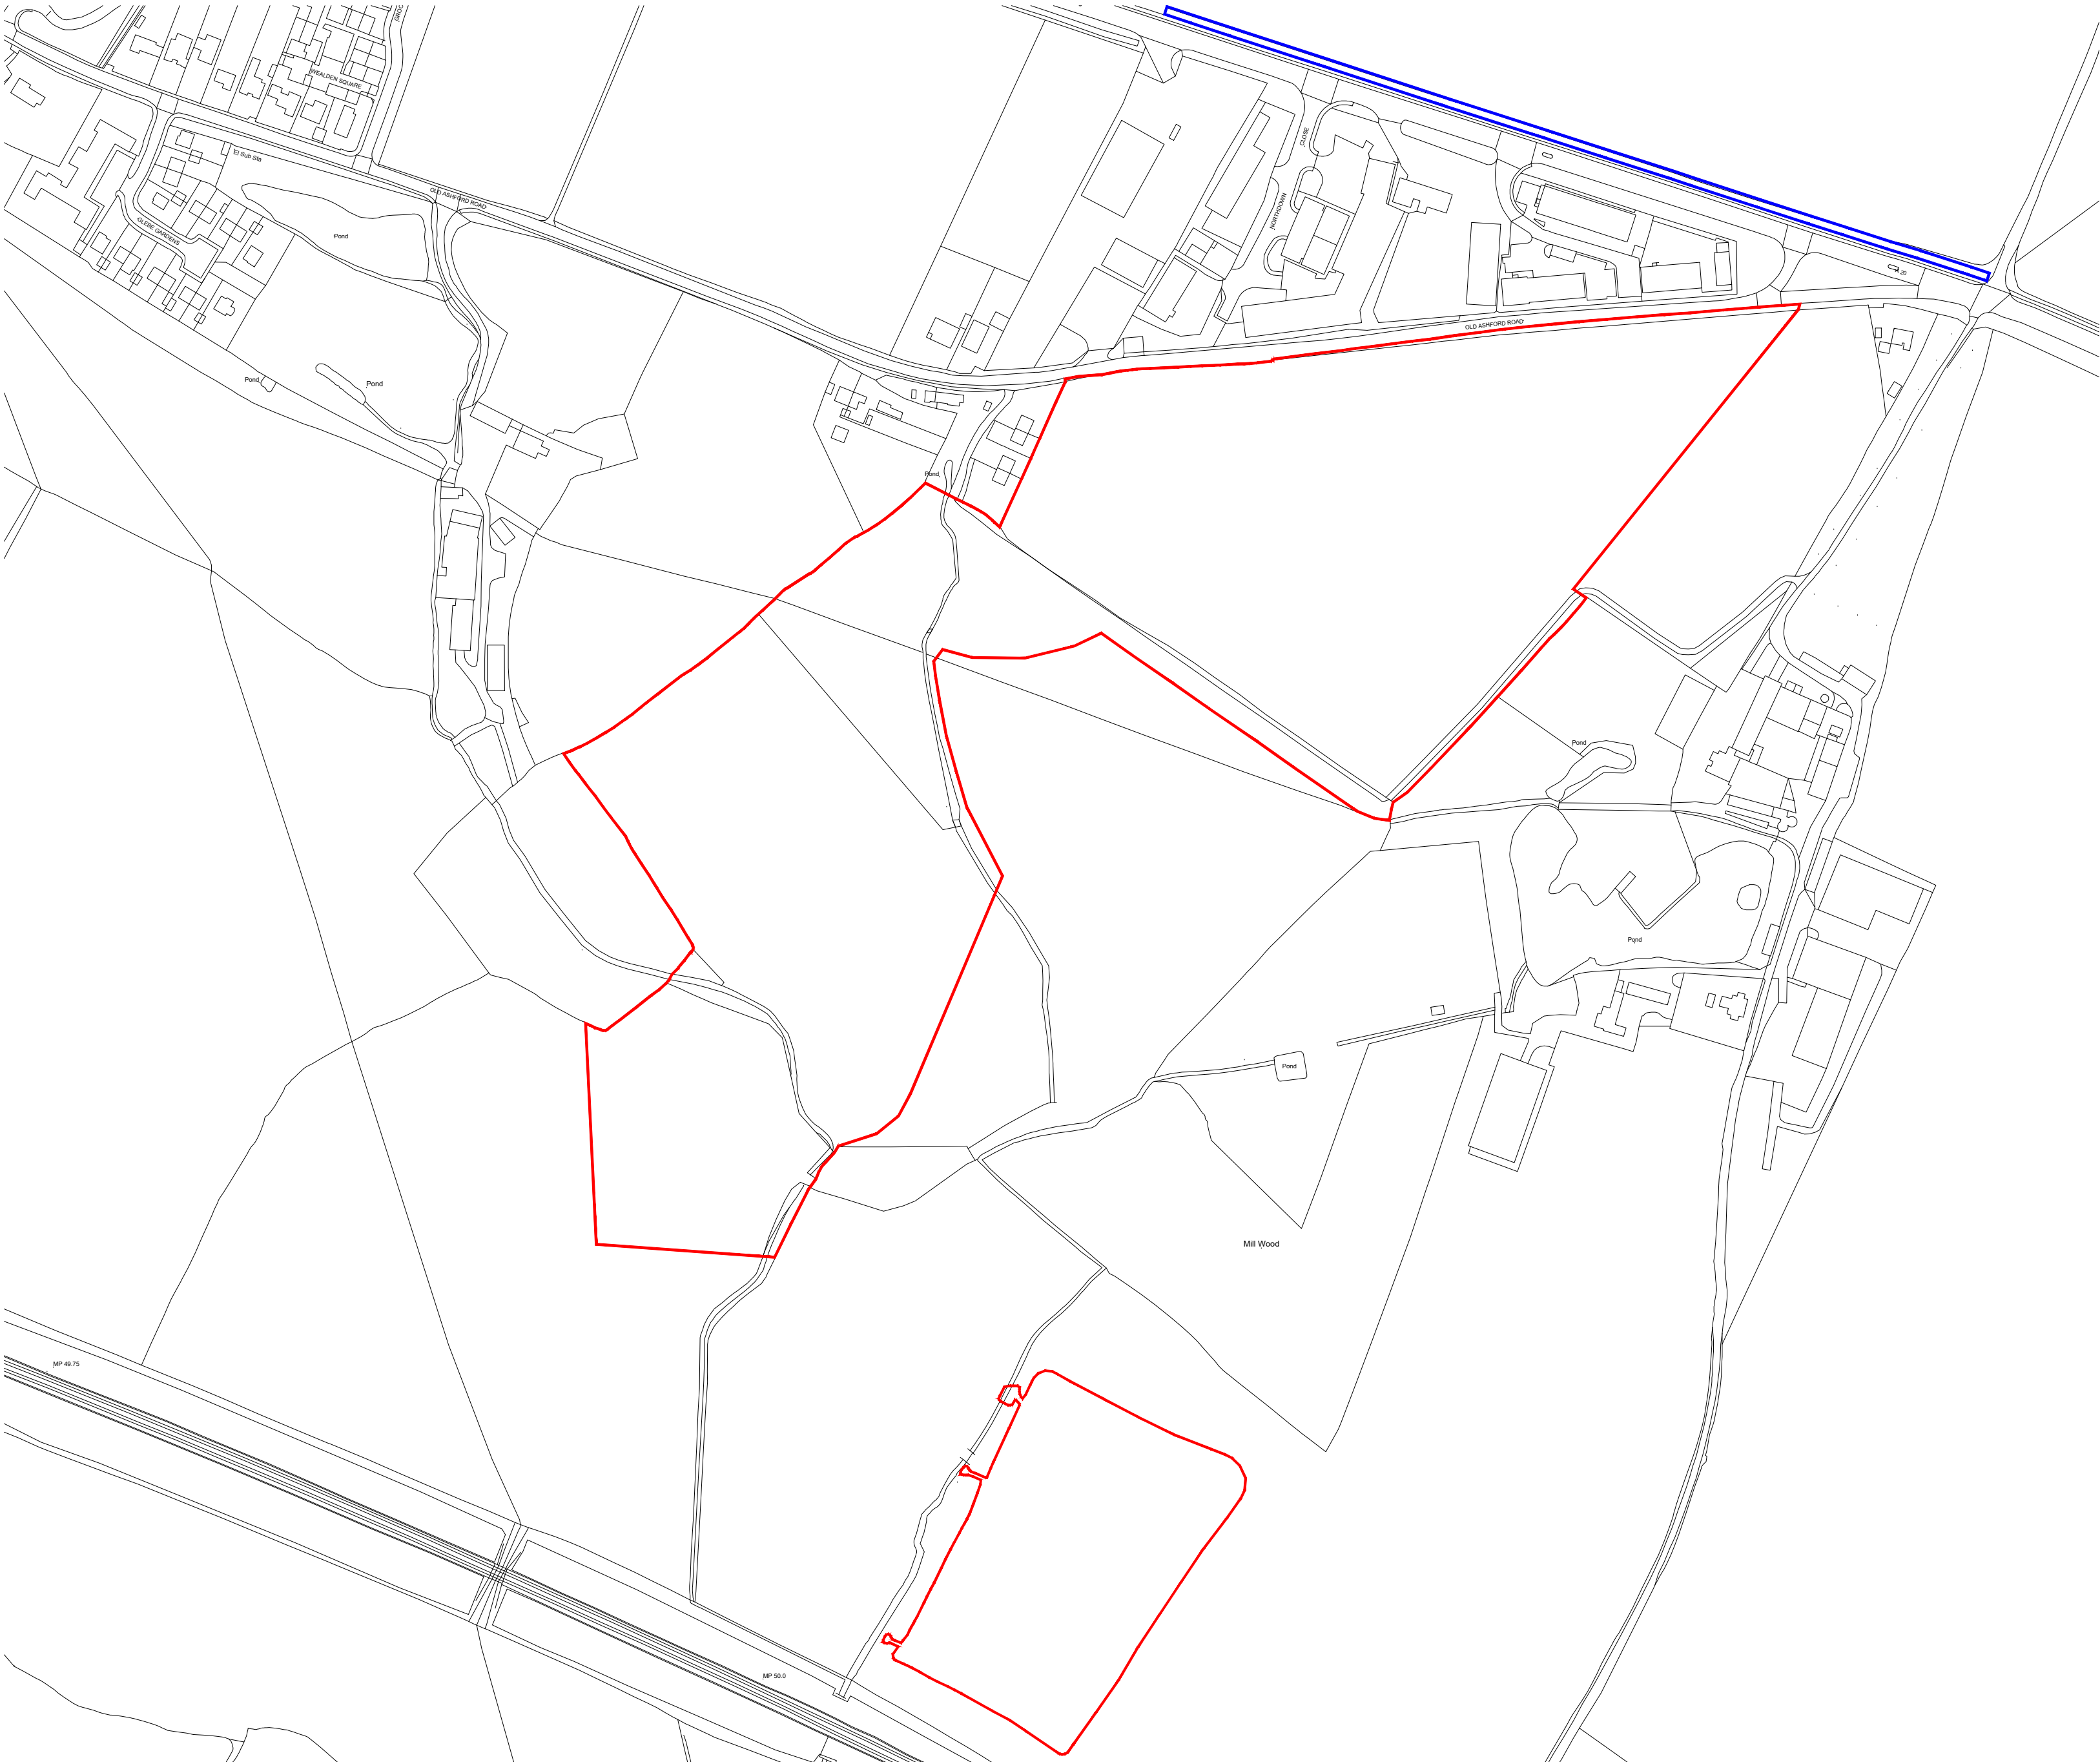 WEALDEN SQUARE
El Sub Sta
OLD ASHFORD ROAD
GLEBE GARDENS
Pond
Pond
Pond
CLOSE
NORTHDOWN
A 20
OLD ASHFORD ROAD
Pond
Pond
Pond
Pond
Mill Wood
MP 49.75
MP 50.0